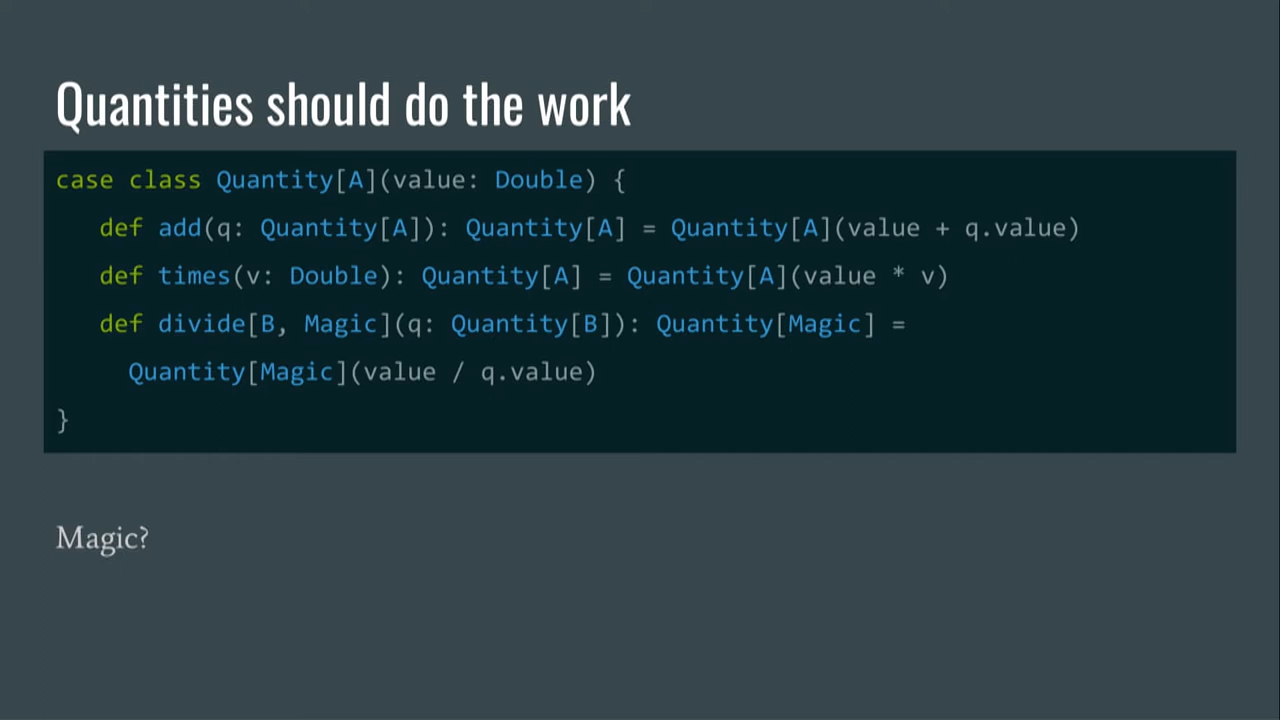 Quantities should do the work
case class Quantity[A](value: Double) {
def add(q: Quantity[A]): Quantity[A] = Quantity[A](value + q.value)
def times(v: Double): Quantity[A] = Quantity[A](value * v)
def divide[B, Magic](q: Quantity[B]): Quantity[Magic] =
Quantity[Magic](value / q.value)
}
Magic?